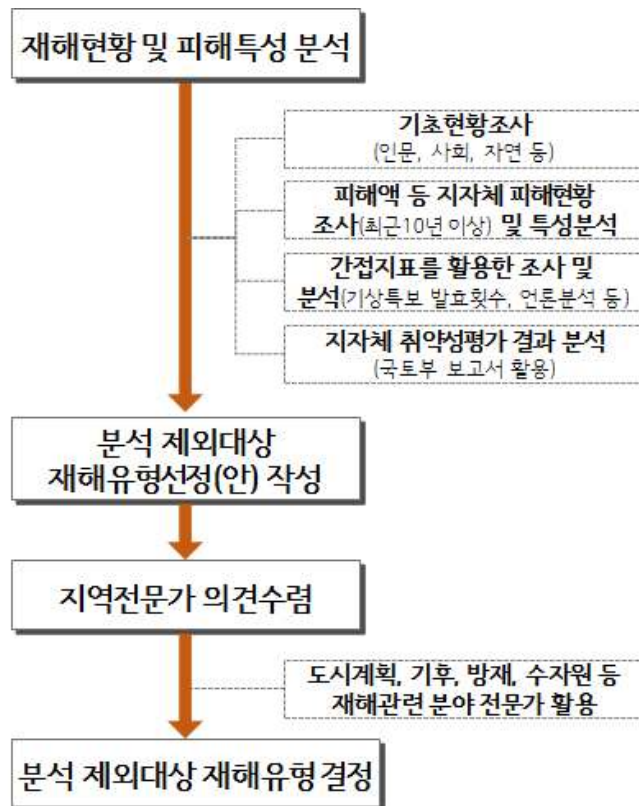 재해현황 및 피해특성 분석
기초현황조사
(인문, 사회, 자연 등)
피해액 등 지자체 피해현황
조사(최근10년 이상) 및 특성분석
간접지표를 활용한 조사 및
분석(기상특보 발효횟수, 언론분석 등)
지자체 취약성평가 결과 분석
(국토부 보고서 활용)
분석 제외대상
재해유형선정(안) 작성
지역전문가 의견수렴
도시계획, 기후, 방재, 수자원 등
재해관련 분야 전문가 활용
분석 제외대상 재해유형 결정